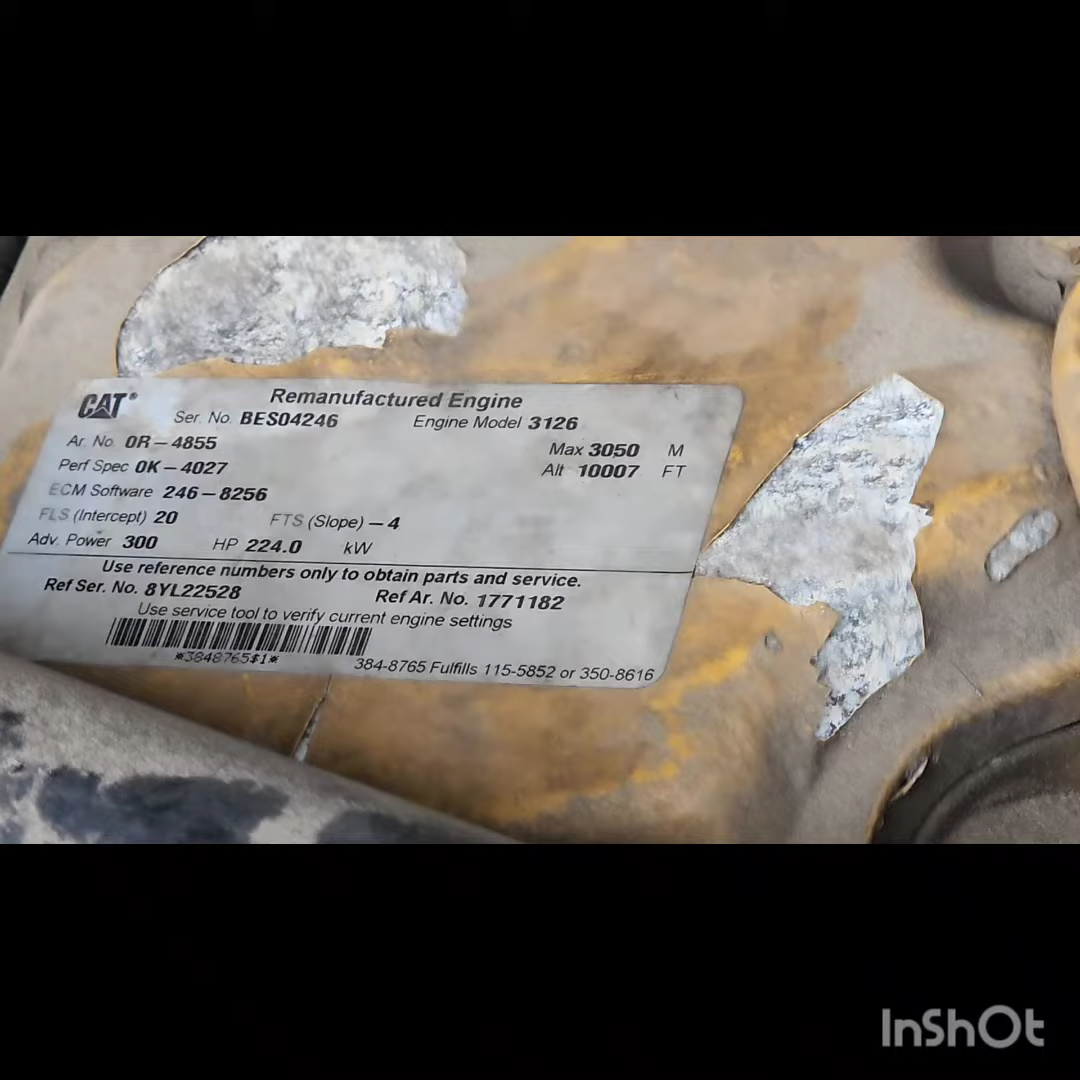 CAT® Remanufactured Engine
Ser. No. BES04246 Engine Model 3126
Ar. No. 0R-4855 Max 3050 M
Perf Spec 0K-4027 Alt 10007 FT
ECM Software 246-8256
FLS (Intercept) 20 FTS (Slope) -4
Adv. Power 300 HP 224.0 kW
Use reference numbers only to obtain parts and service.
Ref Ser. No. 8YL22528 Ref Ar. No. 1771182
Use service tool to verify current engine settings
*3848765$1*
384-8765 Fulfills 115-5852 or 350-8616
InShOt